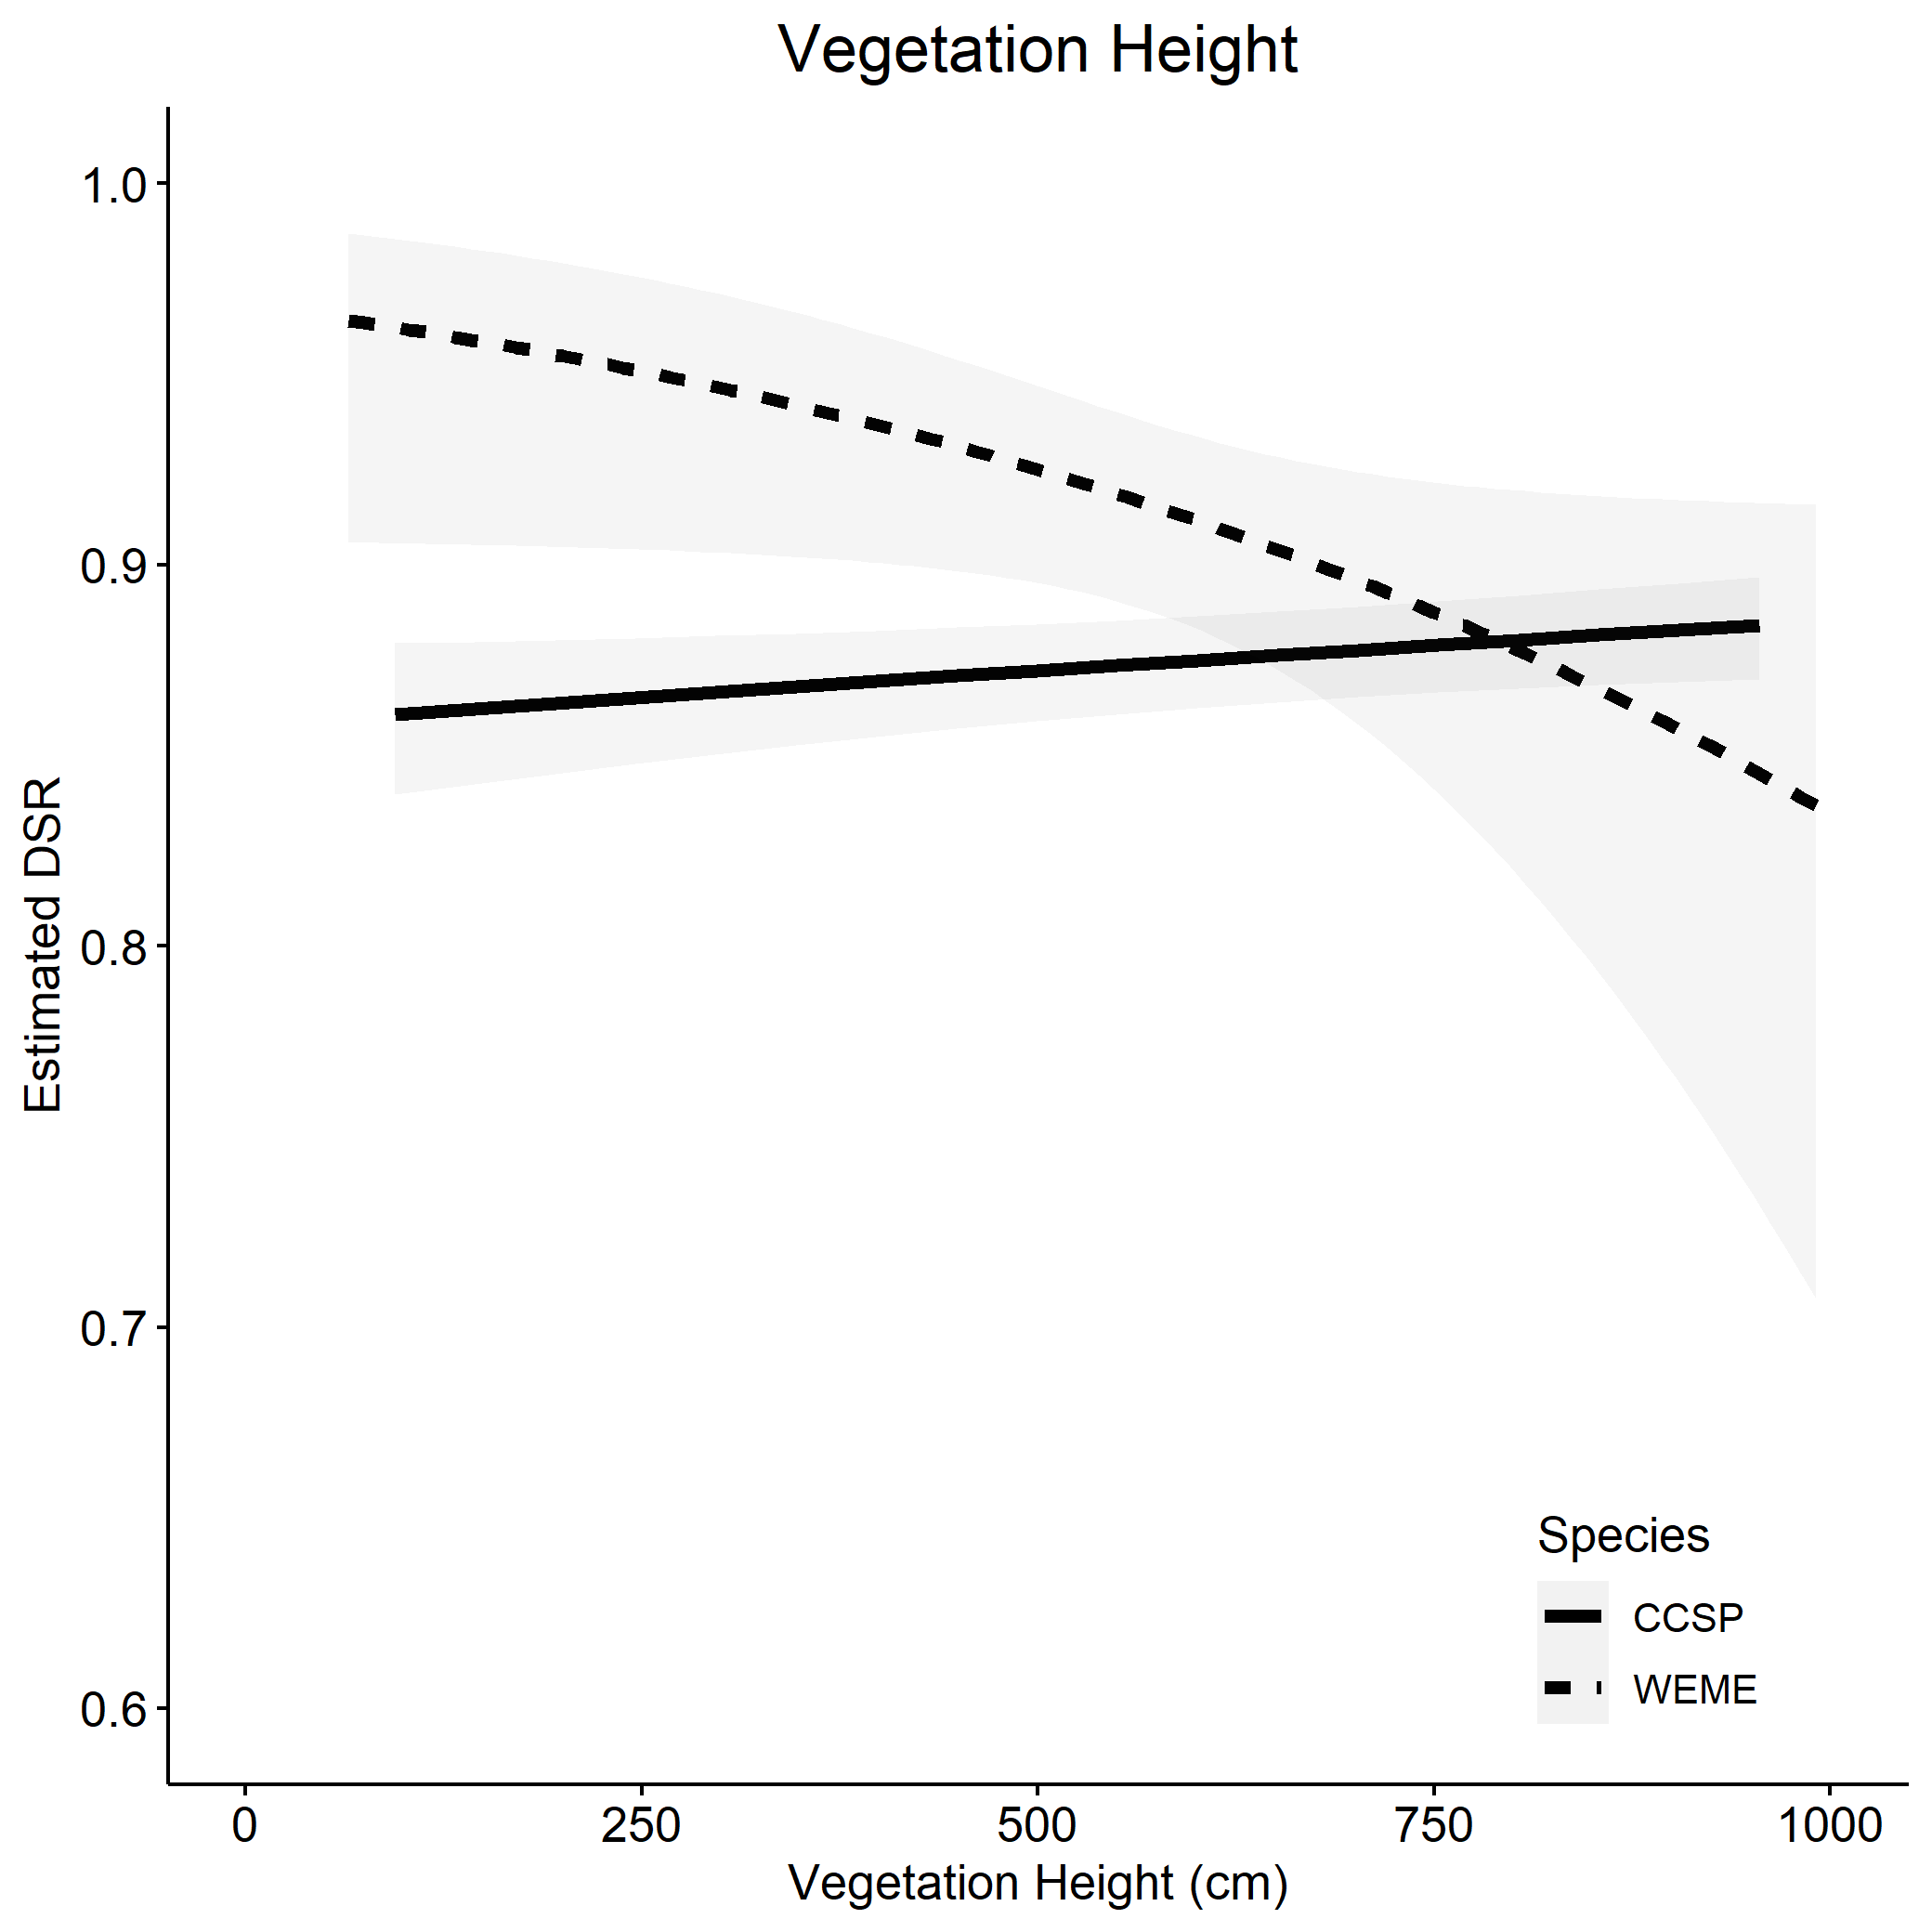 Vegetation Height
1.0
0.9
0.8
0.7
0.6
Estimated DSR
0
250
500
750
1000
Vegetation Height (cm)
Species
CCSP
WEME